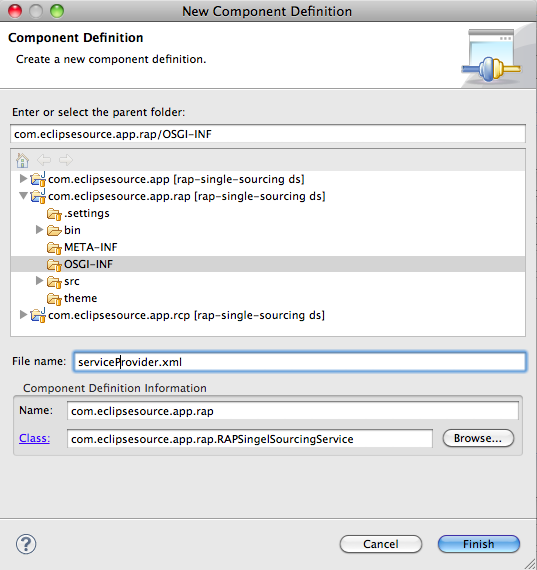 New Component Definition
Component Definition
Create a new component definition.
Enter or select the parent folder:
com.eclipsesource.app.rap/OSGI-INF
com.eclipsesource.app [rap-single-sourcing ds]
com.eclipsesource.app.rap [rap-single-sourcing ds]
.settings
bin
META-INF
OSGI-INF
src
theme
com.eclipsesource.app.rcp [rap-single-sourcing ds]
File name: serviceProvider.xml
Component Definition Information
Name: com.eclipsesource.app.rap
Class: com.eclipsesource.app.rap.RAPSingelSourcingService Browse...
? Cancel Finish